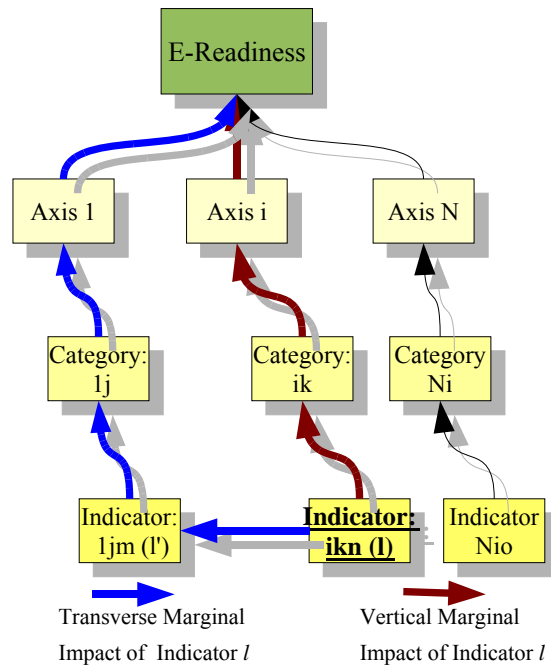 E-Readiness
Axis 1
Axis i
Axis N
Category:
1j
Category:
ik
Category
Ni
Indicator:
1jm (l')
Indicator:
ikn (l)
Indicator
Nio
Transverse Marginal
Impact of Indicator l
Vertical Marginal
Impact of Indicator l